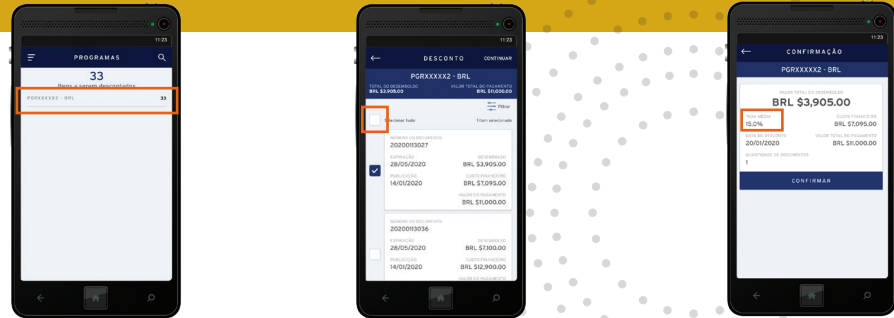 11:23
PROGRAMAS
33
Itens a serem descontados
PGRXXXXX2 - BRL 33
11:23
DESCONTO CONTINUAR
PGRXXXXX2 - BRL
TOTAL DO DESEMBOLSO VALOR TOTAL DO PAGAMENTO
BRL $3,905.00 BRL $11,000.00
Filtrar
Selecionar tudo 1 item selecionado
NÚMERO DO DOCUMENTO
20200113027
EXPIRAÇÃO DESEMBOLSO
28/05/2020 BRL $3,905.00
PUBLICAÇÃO CUSTO FINANCEIRO
14/01/2020 BRL $7,095.00
VALOR DO PAGAMENTO
BRL $11,000.00
NÚMERO DO DOCUMENTO
20200113036
EXPIRAÇÃO DESEMBOLSO
28/05/2020 BRL $7,100.00
PUBLICAÇÃO CUSTO FINANCEIRO
14/01/2020 BRL $12,900.00
VALOR DO PAGAMENTO
11:23
CONFIRMAÇÃO
PGRXXXXX2 - BRL
VALOR TOTAL DO DESEMBOLSO
BRL $3,905.00
TAXA MÉDIA CUSTO FINANCEIRO
15.0% BRL $7,095.00
DATA DE DESCONTO VALOR TOTAL DO PAGAMENTO
20/01/2020 BRL $11,000.00
QUANTIDADE DE DOCUMENTOS
1
CONFIRMAR